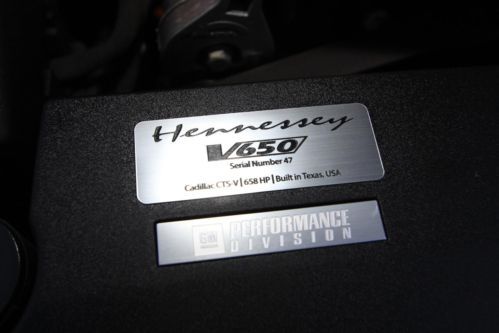 Hennessey
V650
Serial Number 47
Cadillac CTS-V | 658 HP | Built in Texas, USA
GM PERFORMANCE
DIVISION